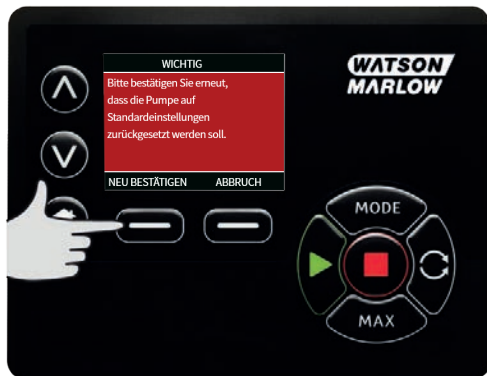 WICHTIG
Bitte bestätigen Sie erneut,
dass die Pumpe auf
Standardeinstellungen
zurückgesetzt werden soll.
NEU BESTÄTIGEN ABBRUCH
WATSON
MARLOW
MODE
MAX